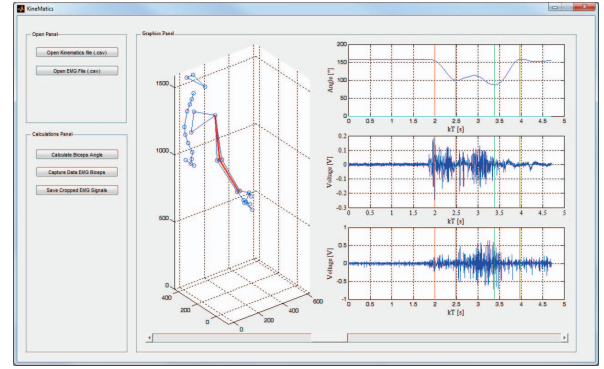 KineMatics
Open Panel
Open Kinematics file (.csv)
Open EMG File (.csv)
Calculations Panel
Calculate Biceps Angle
Capture Data EMG Biceps
Save Cropped EMG Signals
Graphics Panel
1500
1000
500
0
400
200
0
0
200
400
600
200
150
100
50
0
Angle [°]
0 0.5 1 1.5 2 2.5 3 3.5 4 4.5 5
kT [s]
0.2
0.1
0
-0.1
-0.2
-0.3
Voltage [V]
0 0.5 1 1.5 2 2.5 3 3.5 4 4.5 5
kT [s]
1
0.5
0
-0.5
-1
Voltage [V]
0 0.5 1 1.5 2 2.5 3 3.5 4 4.5 5
kT [s]